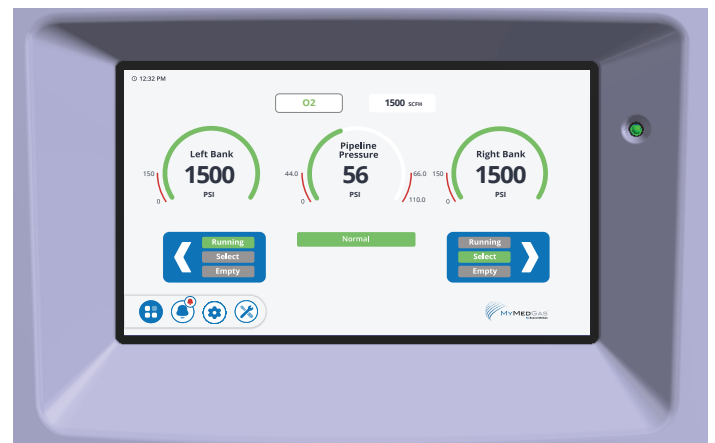 12:32 PM
O2
1500 SCFH
Left Bank
1500
PSI
150
0
Pipeline
Pressure
56
PSI
44.0
0
66.0
110.0
Right Bank
1500
PSI
150
0
Running
Select
Empty
Normal
Running
Select
Empty
MYMEDGAS